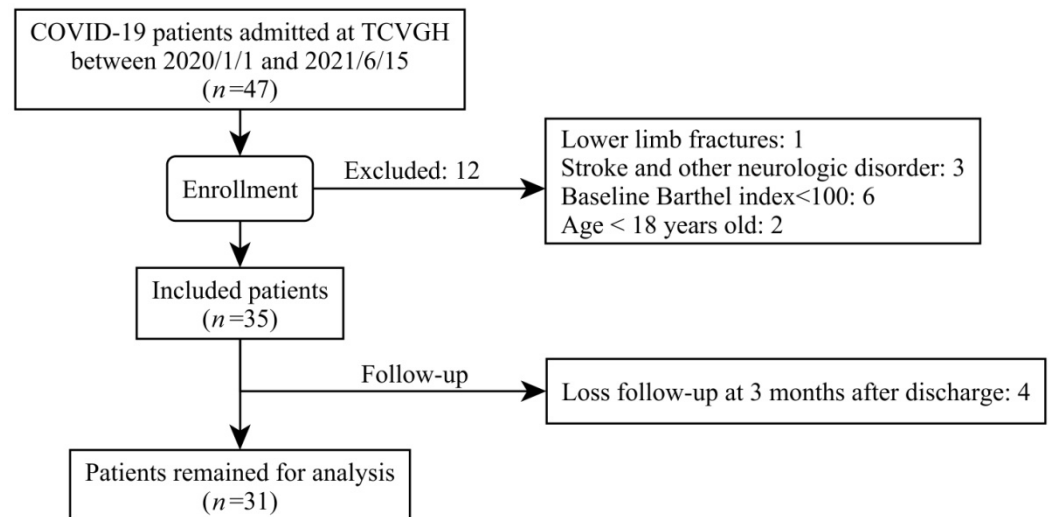 COVID-19 patients admitted at TCVGH
between 2020/1/1 and 2021/6/15
(n=47)
Enrollment
Excluded: 12
Lower limb fractures: 1
Stroke and other neurologic disorder: 3
Baseline Barthel index<100: 6
Age < 18 years old: 2
Included patients
(n=35)
Follow-up
Loss follow-up at 3 months after discharge: 4
Patients remained for analysis
(n=31)